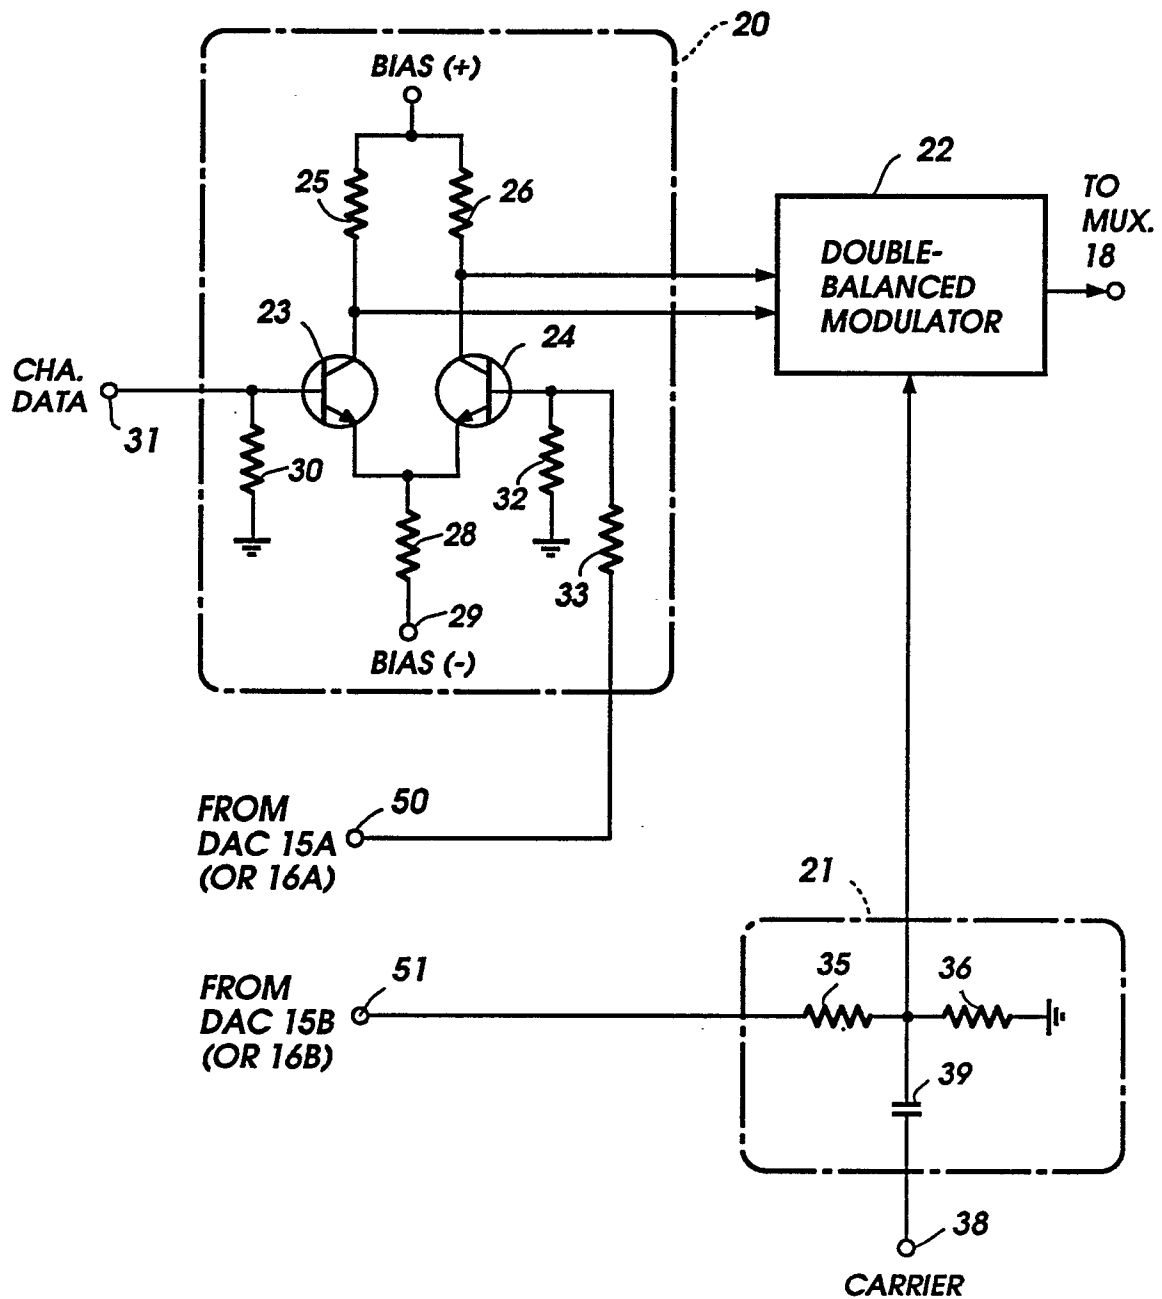 20
BIAS (+)
25
26
22
TO
MUX.
18
DOUBLE-
BALANCED
MODULATOR
23
24
CHA.
DATA
31
30
32
28
33
29
BIAS (-)
FROM
DAC 15A
(OR 16A)
50
21
FROM
DAC 15B
(OR 16B)
51
35
36
39
38
CARRIER